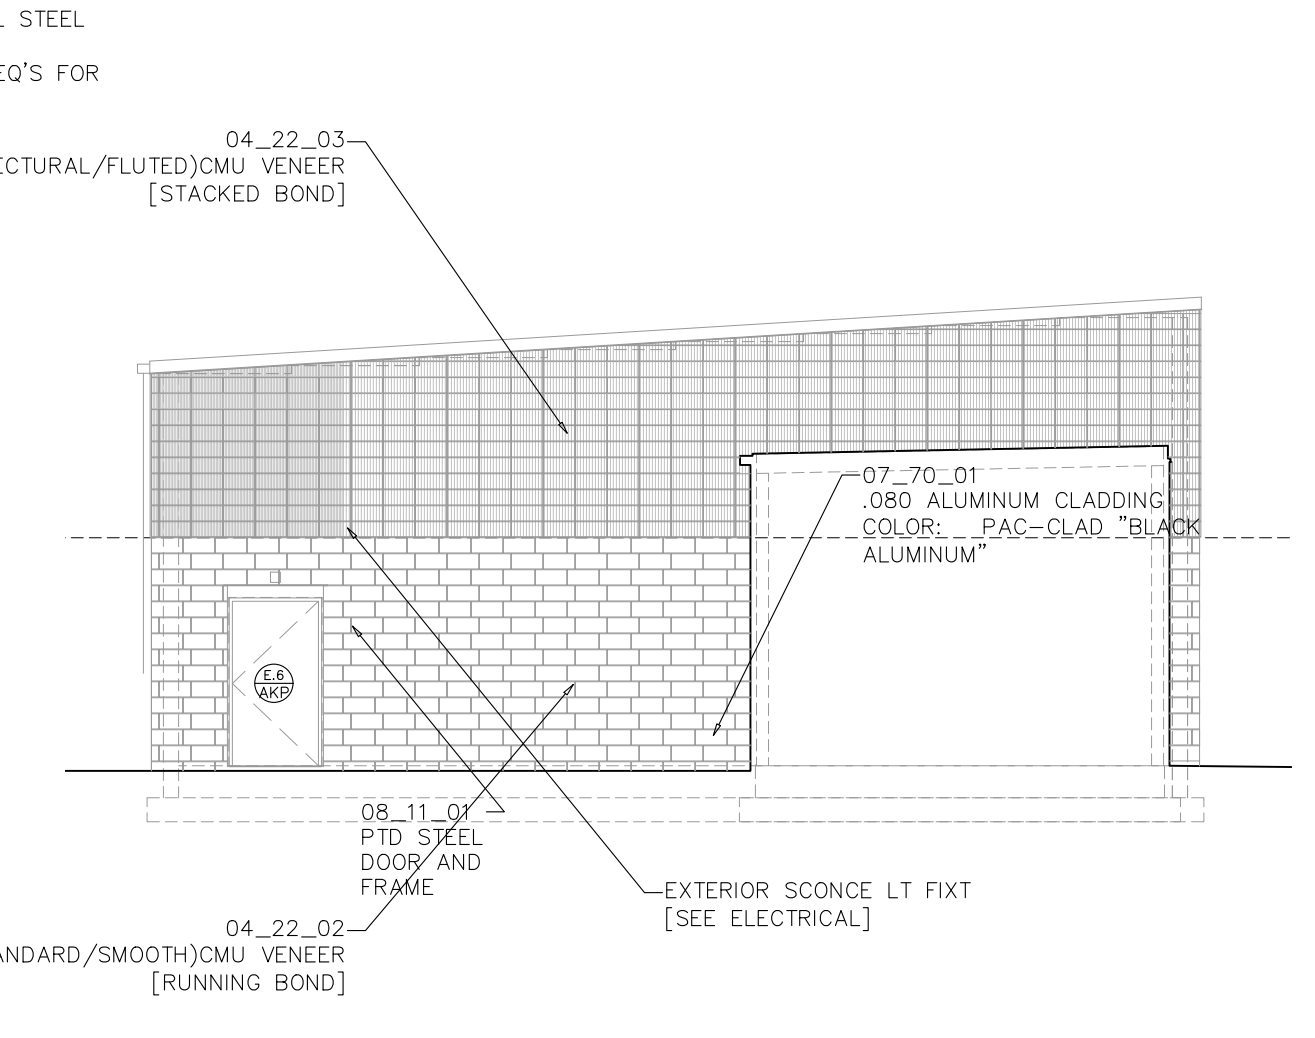 STEEL
EQ'S FOR
04_22_03
ECTURAL/FLUTED)CMU VENEER
[STACKED BOND]
07_70_01
.080 ALUMINUM CLADDING
COLOR: PAC-CLAD "BLACK
ALUMINUM"
E.6
AKP
08_11_01
PTD STEEL
DOOR AND
FRAME
EXTERIOR SCONCE LT FIXT
[SEE ELECTRICAL]
04_22_02
ANDARD/SMOOTH)CMU VENEER
[RUNNING BOND]